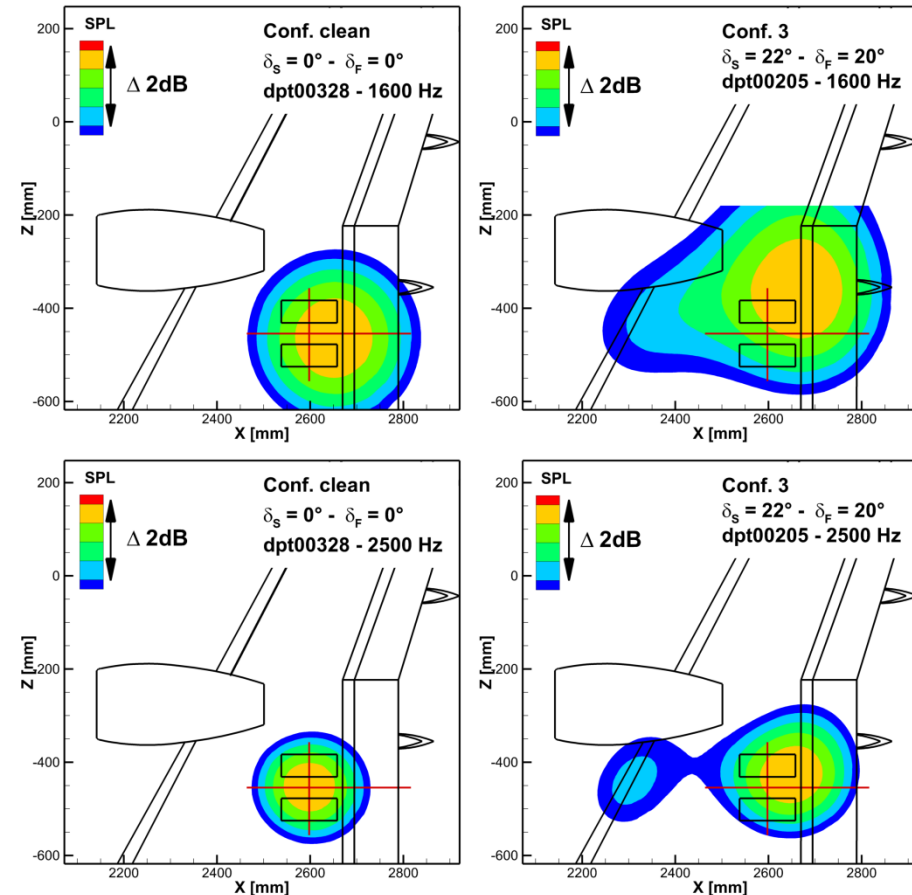 SPL
Δ 2dB
Conf. clean
δS = 0° - δF = 0°
dpt00328 - 1600 Hz
200
0
-200
-400
-600
Z [mm]
2200
2400
2600
2800
X [mm]
SPL
Δ 2dB
Conf. 3
δS = 22° - δF = 20°
dpt00205 - 1600 Hz
200
0
-200
-400
-600
Z [mm]
2200
2400
2600
2800
X [mm]
SPL
Δ 2dB
Conf. clean
δS = 0° - δF = 0°
dpt00328 - 2500 Hz
200
0
-200
-400
-600
Z [mm]
2200
2400
2600
2800
X [mm]
SPL
Δ 2dB
Conf. 3
δS = 22° - δF = 20°
dpt00205 - 2500 Hz
200
0
-200
-400
-600
Z [mm]
2200
2400
2600
2800
X [mm]